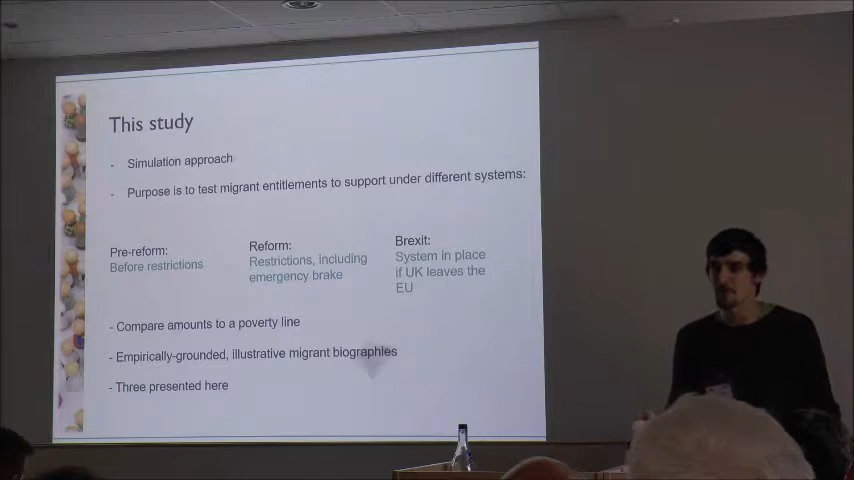 This study
- Simulation approach
- Purpose is to test migrant entitlements to support under different systems:
Pre-reform:
Before restrictions
Reform:
Restrictions, including
emergency brake
Brexit:
System in place
if UK leaves the
EU
- Compare amounts to a poverty line
- Empirically-grounded, illustrative migrant biographies
- Three presented here